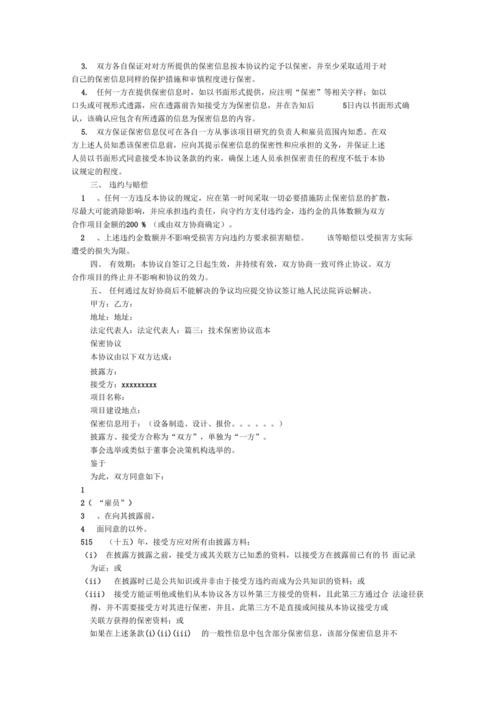 3. 双方各自保证对对方所提供的保密信息按本协议约定予以保密，并至少采取适用于对
自己的保密信息同样的保护措施和审慎程度进行保密。
4. 任何一方在提供保密信息时，如以书面形式提供，应注明“保密”等相关字样；如以
口头或可视形式透露，应在透露前告知接受方为保密信息，并在告知后 5日内以书面形式确
认，该确认应包含有所透露的信息为保密信息的内容。
5. 双方保证保密信息仅可在各自一方从事该项目研究的负责人和雇员范围内知悉。在双
方上述人员知悉该保密信息前，应向其提示保密信息的保密性和应承担的义务，并保证上述
人员以书面形式同意接受本协议条款的约束，确保上述人员承担保密责任的程度不低于本协
议规定的程度。
三、 违约与赔偿
1 、任何一方违反本协议的规定，应在第一时间采取一切必要措施防止保密信息的扩散，
尽最大可能消除影响，并应承担违约责任，向守约方支付违约金，违约金的具体数额为双方
合作项目金额的200 % （或由双方协商确定）。
2 、上述违约金数额并不影响受损害方向违约方要求损害赔偿。 该等赔偿以受损害方实际
遭受的损失为限。
四、 有效期：本协议自签订之日起生效，并持续有效，双方协商一致可终止协议。双方
合作项目的终止并不影响和协议的效力。
五、 任何通过友好协商后不能解决的争议均应提交协议签订地人民法院诉讼解决。
甲方：乙方：
地址：地址：
法定代表人：法定代表人：篇三：技术保密协议范本
保密协议
本协议由以下双方达成：
披露方：
接受方：xxxxxxxxx
项目名称：
项目建设地点：
保密信息用于：（设备制造、设计、报价。。。。。。）
披露方、接受方合称为“双方”，单独为“一方”。
事会选举或类似于董事会决策机构选举的。
鉴于
为此，双方同意如下：
1
2（ “雇员”）
3 、在向其披露前，
4 面同意的以外。
515 （十五）年，接受方应对所有由披露方料：
（i） 在披露方披露之前，接受方或其关联方已知悉的资料，以接受方在披露前已有的书 面记录
为证；或
（ii） 在披露时已是公共知识或并非由于接受方违约而成为公共知识的资料；或
（iii） 接受方能证明他或他们从本协议各方以外第三方接受的资料，且此第三方通过合 法途径获
得，并不需要接受方对其进行保密，并且，此第三方不是直接或间接从本协议接受方或
关联方获得的保密资料；或
如果在上述条款(i)(ii)(iii) 的一般性信息中包含部分保密信息，该部分保密信息并不